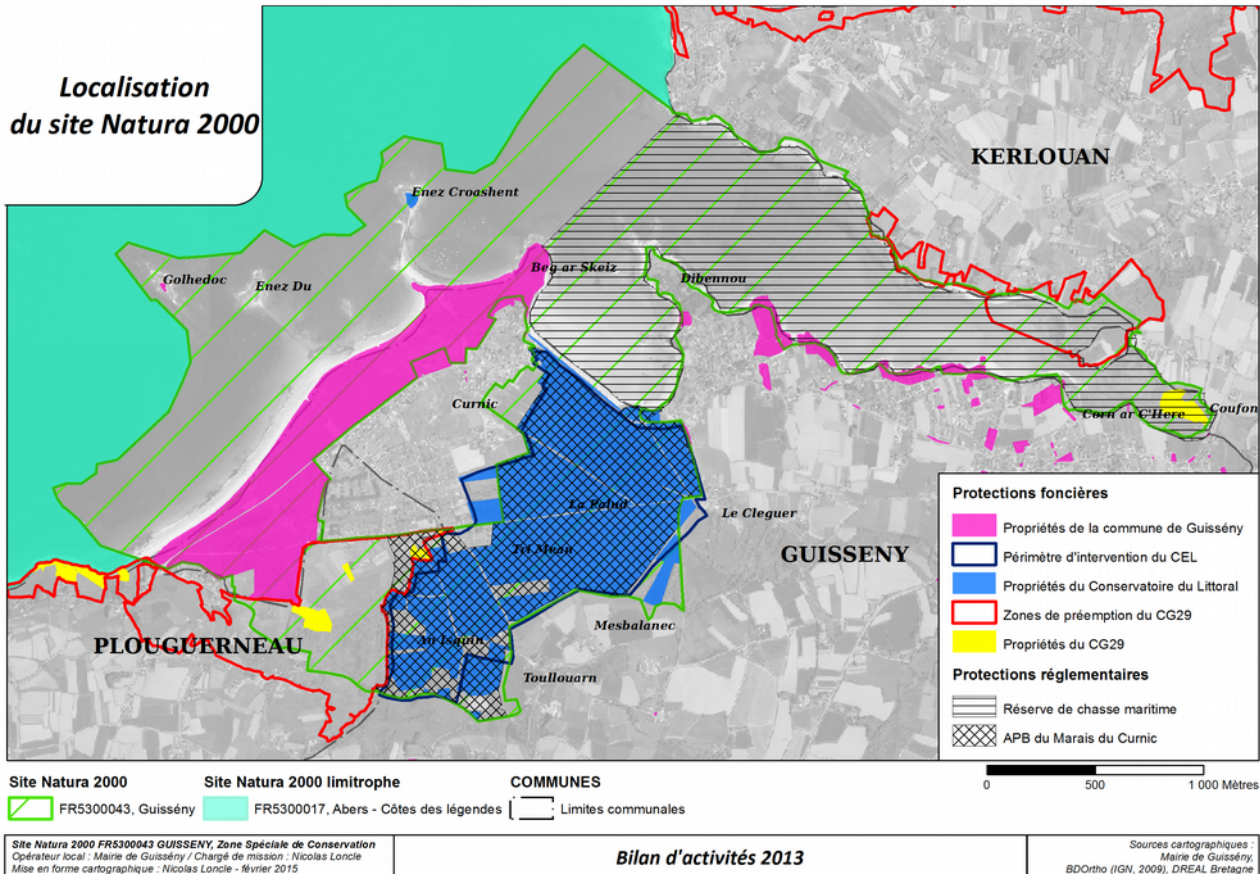 Localisation
du site Natura 2000
KERLOUAN
Enez Croashent
Golhedoc
Enez Du
Beg ar Skeiz
Dibennou
Curnic
Corn ar C'Here
Coufon
La Palud
Le Cleguer
Tri Mean
GUISSENY
Mesbalanec
PLOUGUERNEAU
An Isquin
Toullouarn
Protections foncières
Propriétés de la commune de Guissény
Périmètre d'intervention du CEL
Propriétés du Conservatoire du Littoral
Zones de préemption du CG29
Propriétés du CG29
Protections réglementaires
Réserve de chasse maritime
APB du Marais du Curnic
Site Natura 2000
FR5300043, Guissény
Site Natura 2000 limitrophe
FR5300017, Abers - Côtes des légendes
COMMUNES
Limites communales
0 500 1 000 Mètres
Site Natura 2000 FR5300043 GUISSENY, Zone Spéciale de Conservation
Opérateur local : Mairie de Guissény / Chargé de mission : Nicolas Loncle
Mise en forme cartographique : Nicolas Loncle - février 2015
Bilan d'activités 2013
Sources cartographiques :
Mairie de Guissény,
BDOrtho (IGN, 2009), DREAL Bretagne